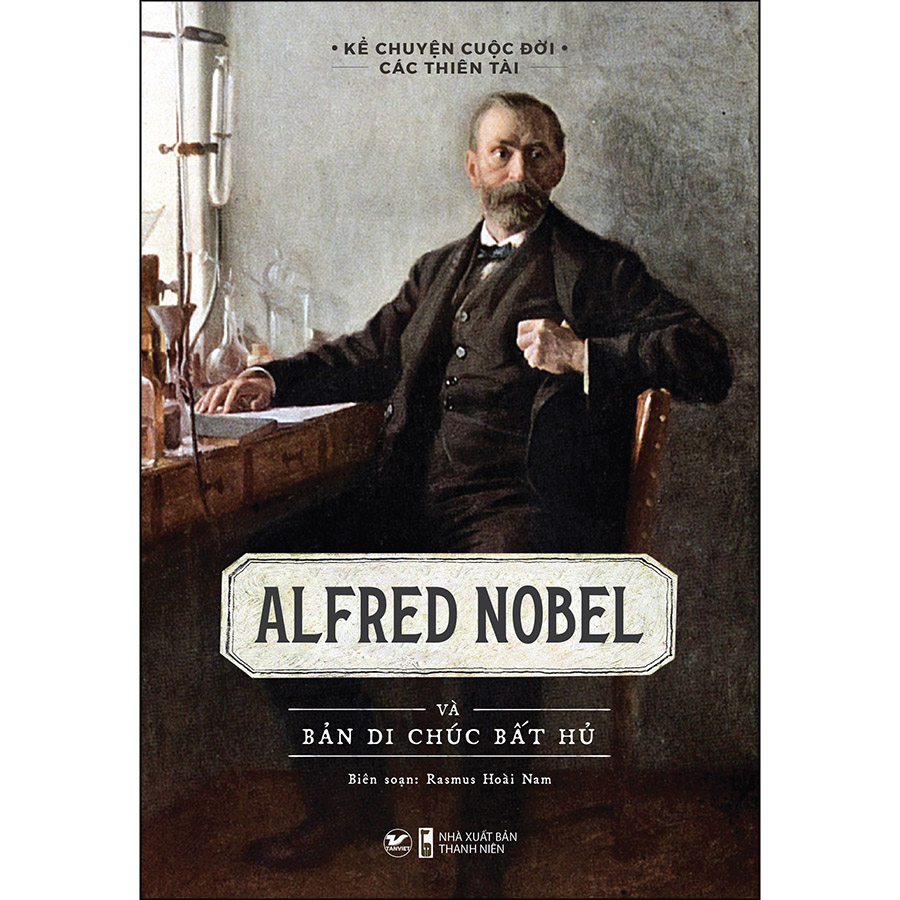 • KỂ CHUYỆN CUỘC ĐỜI •
CÁC THIÊN TÀI
ALFRED NOBEL
VÀ
BẢN DI CHÚC BẤT HỦ
Biên soạn: Rasmus Hoài Nam
TANVIET
NHÀ XUẤT BẢN
THANH NIÊN